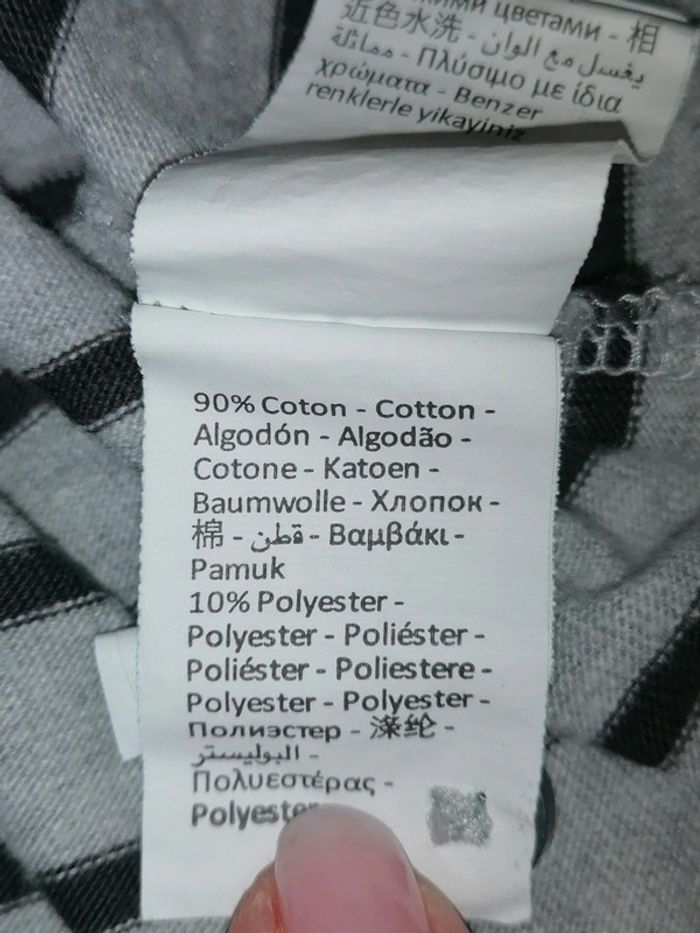 цветами - 相
近色水洗 - يغسل مع الوان
مماثلة - Πλύσιμο με ίδια
χρώματα - Benzer
renklerle yikayiniz
90% Coton - Cotton -
Algodón - Algodão -
Cotone - Katoen -
Baumwolle - Хлопок -
棉 - قطن - Βαμβάκι -
Pamuk
10% Polyester -
Polyester - Poliéster -
Poliéster - Poliestere -
Polyester - Polyester -
Полиэстер - 涤纶 -
البوليستر -
Πολυεστέρας -
Polyester